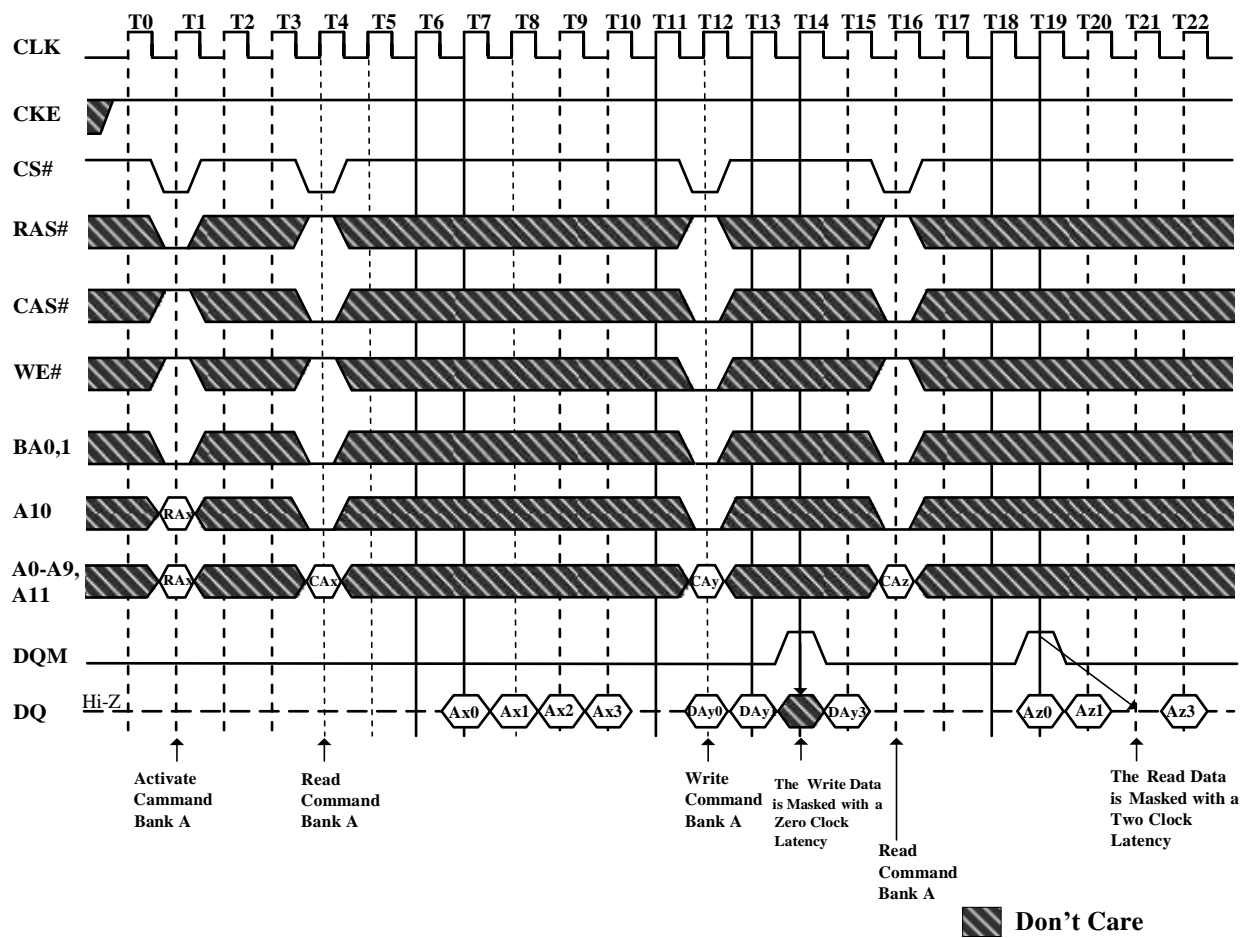 T0 T1 T2 T3 T4 T5 T6 T7 T8 T9 T10 T11 T12 T13 T14 T15 T16 T17 T18 T19 T20 T21 T22
CLK
CKE
CS#
RAS#
CAS#
WE#
BA0,1
A10
RAx
A0-A9,
A11
RAx CAx CAy CAz
DQM
Hi-Z
DQ
Ax0 Ax1 Ax2 Ax3 DAy0 DAy1 DAy3 Az0 Az1 Az3
Activate
Cammand
Bank A
Read
Command
Bank A
Write
Command
Bank A
The Write Data
is Masked with a
Zero Clock
Latency
Read
Command
Bank A
The Read Data
is Masked with a
Two Clock
Latency
Don't Care